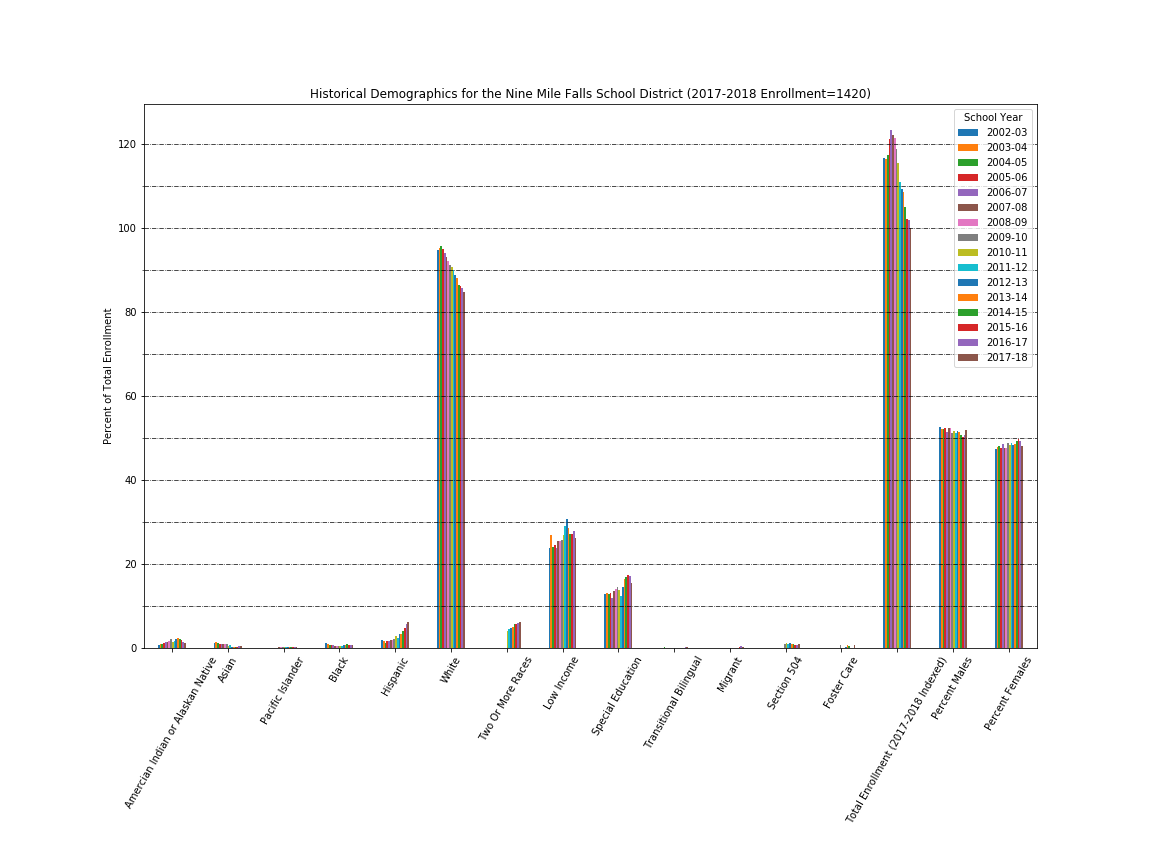 Historical Demographics for the Nine Mile Falls School District (2017-2018 Enrollment=1420)
School Year
2002-03
2003-04
2004-05
2005-06
2006-07
2007-08
2008-09
2009-10
2010-11
2011-12
2012-13
2013-14
2014-15
2015-16
2016-17
2017-18
Percent of Total Enrollment
120
100
80
60
40
20
0
Amercian Indian or Alaskan Native
Asian
Pacific Islander
Black
Hispanic
White
Two Or More Races
Low Income
Special Education
Transitional Bilingual
Migrant
Section 504
Foster Care
Total Enrollment (2017-2018 Indexed)
Percent Males
Percent Females